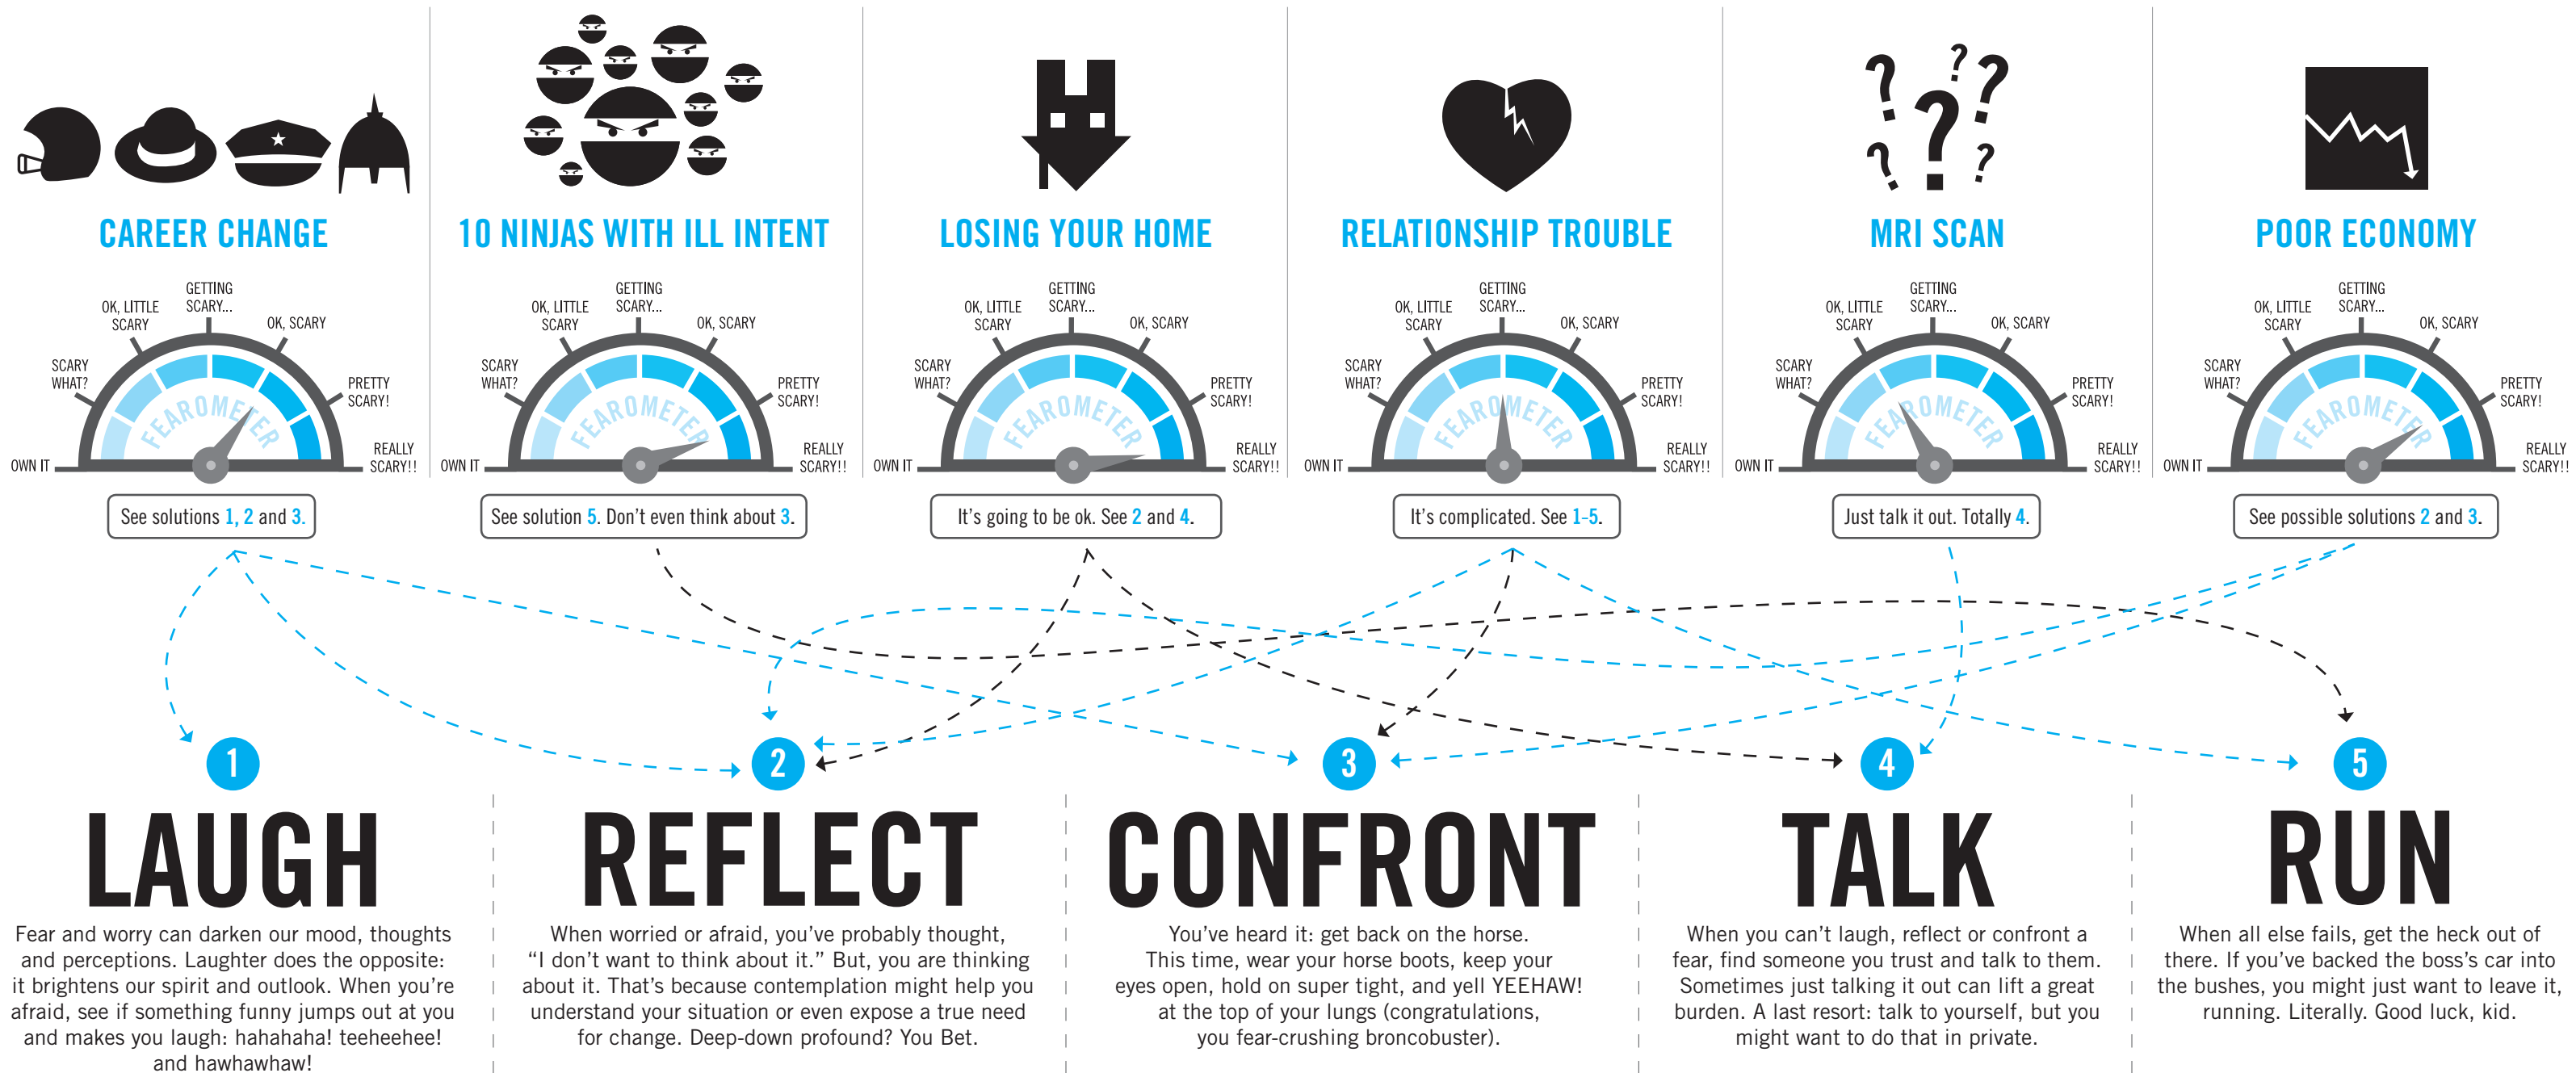 CAREER CHANGE
OWN IT
SCARY
WHAT?
OK, LITTLE
SCARY
GETTING
SCARY...
OK, SCARY
PRETTY
SCARY!
REALLY
SCARY!!
FEAROMETER
See solutions 1, 2 and 3.
10 NINJAS WITH ILL INTENT
OWN IT
SCARY
WHAT?
OK, LITTLE
SCARY
GETTING
SCARY...
OK, SCARY
PRETTY
SCARY!
REALLY
SCARY!!
FEAROMETER
See solution 5. Don't even think about 3.
LOSING YOUR HOME
OWN IT
SCARY
WHAT?
OK, LITTLE
SCARY
GETTING
SCARY...
OK, SCARY
PRETTY
SCARY!
REALLY
SCARY!!
FEAROMETER
It's going to be ok. See 2 and 4.
RELATIONSHIP TROUBLE
OWN IT
SCARY
WHAT?
OK, LITTLE
SCARY
GETTING
SCARY...
OK, SCARY
PRETTY
SCARY!
REALLY
SCARY!!
FEAROMETER
It's complicated. See 1-5.
MRI SCAN
OWN IT
SCARY
WHAT?
OK, LITTLE
SCARY
GETTING
SCARY...
OK, SCARY
PRETTY
SCARY!
REALLY
SCARY!!
FEAROMETER
Just talk it out. Totally 4.
POOR ECONOMY
OWN IT
SCARY
WHAT?
OK, LITTLE
SCARY
GETTING
SCARY...
OK, SCARY
PRETTY
SCARY!
REALLY
SCARY!!
FEAROMETER
See possible solutions 2 and 3.
1
LAUGH
Fear and worry can darken our mood, thoughts
and perceptions. Laughter does the opposite:
it brightens our spirit and outlook. When you're
afraid, see if something funny jumps out at you
and makes you laugh: hahahaha! teeheehee!
and hawhawhaw!
2
REFLECT
When worried or afraid, you've probably thought,
“I don't want to think about it.” But, you are thinking
about it. That's because contemplation might help you
understand your situation or even expose a true need
for change. Deep-down profound? You Bet.
3
CONFRONT
You've heard it: get back on the horse.
This time, wear your horse boots, keep your
eyes open, hold on super tight, and yell YEEHAW!
at the top of your lungs (congratulations,
you fear-crushing broncobuster).
4
TALK
When you can't laugh, reflect or confront a
fear, find someone you trust and talk to them.
Sometimes just talking it out can lift a great
burden. A last resort: talk to yourself, but you
might want to do that in private.
5
RUN
When all else fails, get the heck out of
there. If you've backed the boss's car into
the bushes, you might just want to leave it,
running. Literally. Good luck, kid.